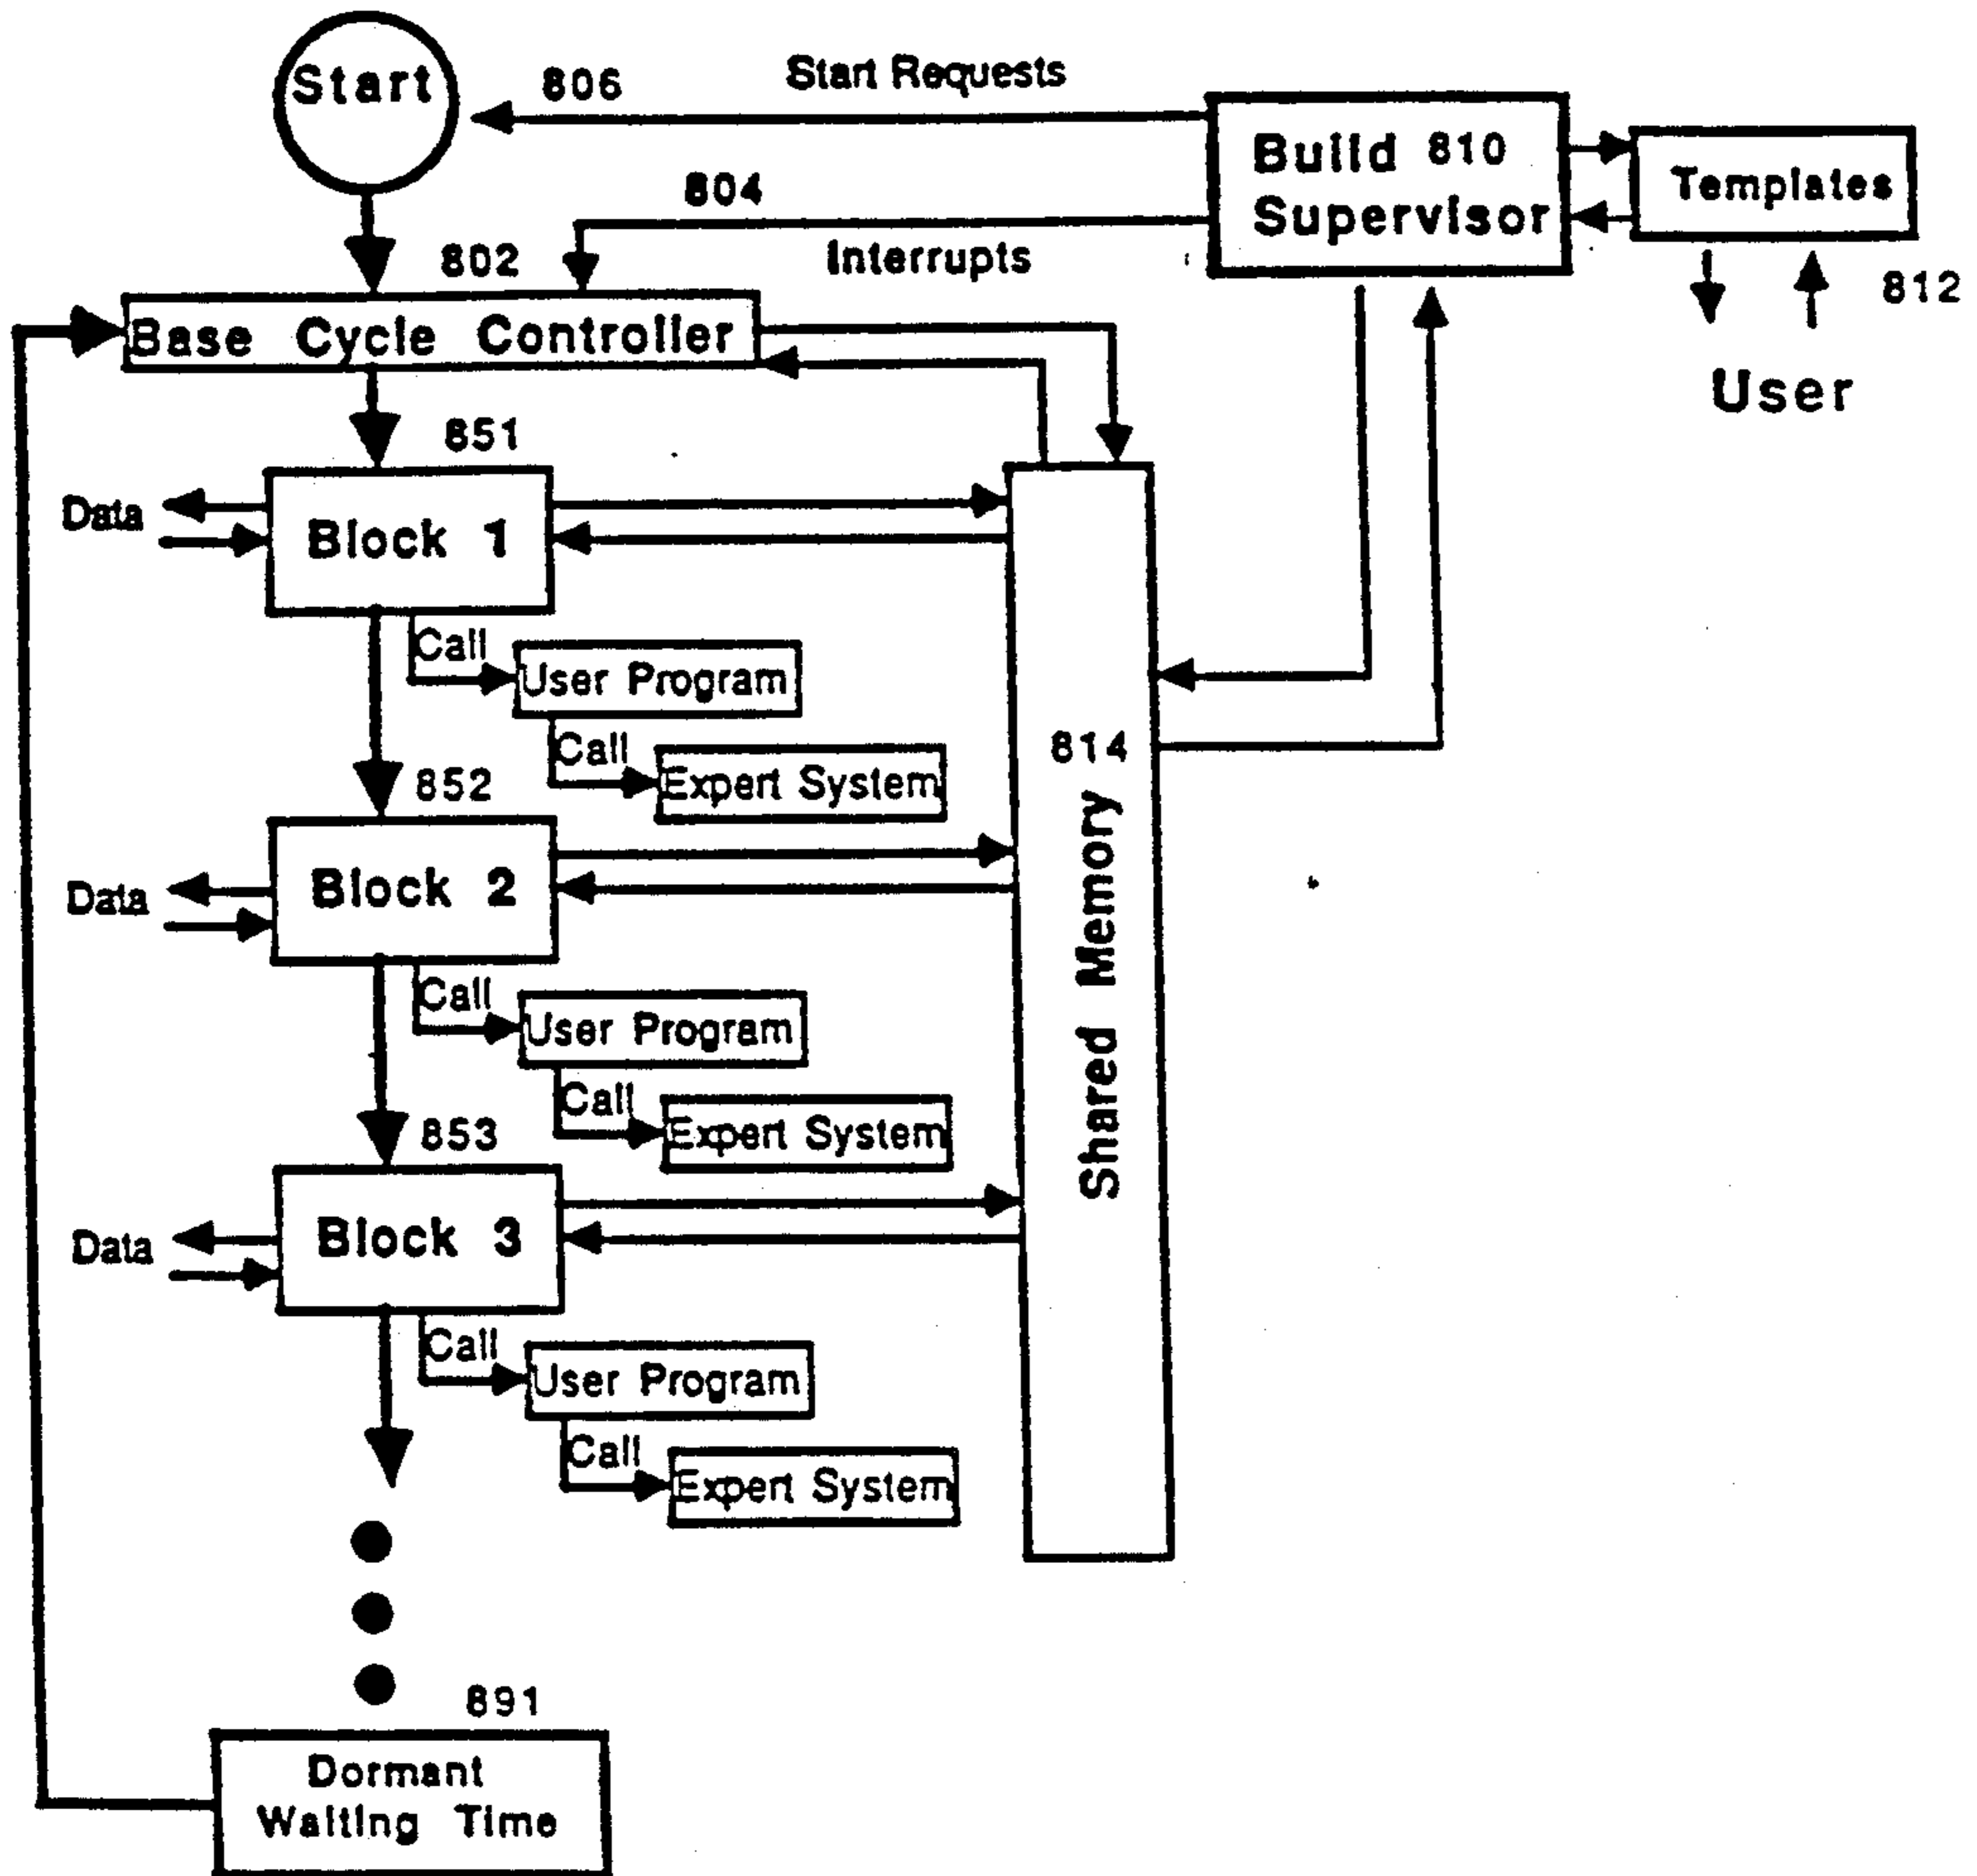 Start
806
Start Requests
Build 810
Supervisor
Templates
804
Interrupts
802
812
User
Base Cycle Controller
851
Data
Block 1
Call
User Program
Call
Expert System
814
Shared Memory
852
Data
Block 2
Call
User Program
Call
Expert System
853
Data
Block 3
Call
User Program
Call
Expert System
891
Dormant
Waiting Time